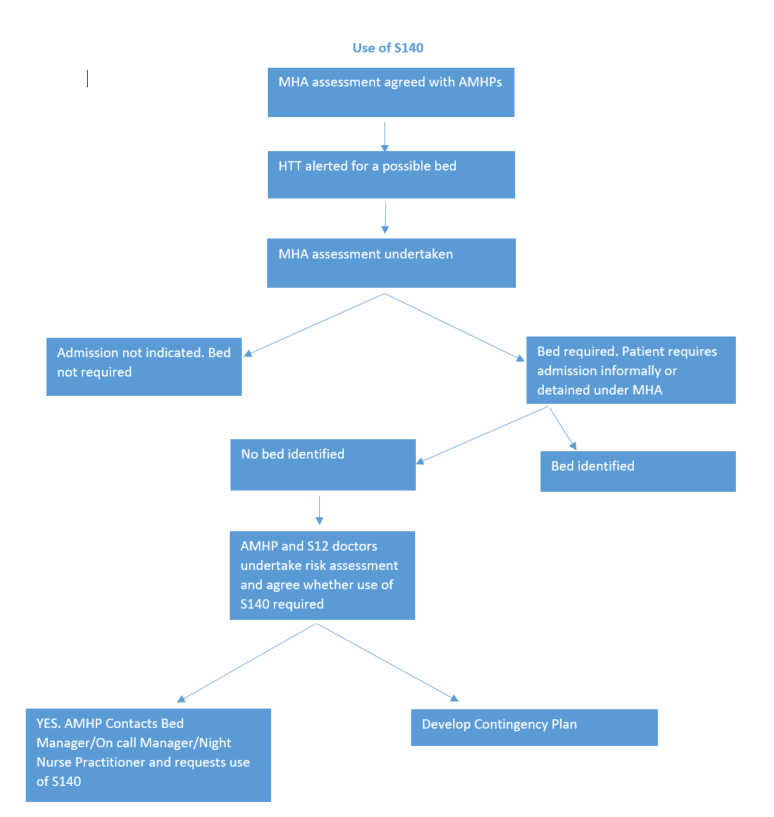 Use of S140
MHA assessment agreed with AMHPs
HTT alerted for a possible bed
MHA assessment undertaken
Admission not indicated. Bed
not required
Bed required. Patient requires
admission informally or
detained under MHA
No bed identified
Bed identified
AMHP and S12 doctors
undertake risk assessment
and agree whether use of
S140 required
YES. AMHP Contacts Bed
Manager/On call Manager/Night
Nurse Practitioner and requests use
of S140
Develop Contingency Plan